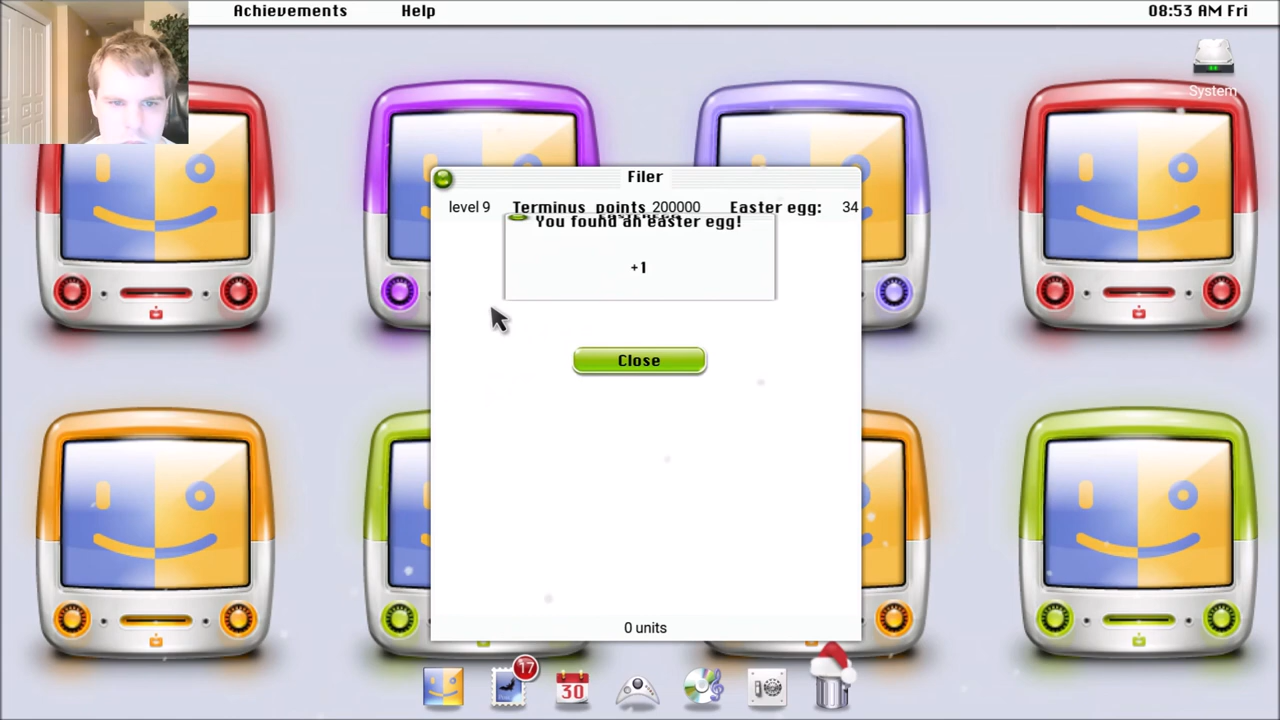 Achievements Help 08:53 AM Fri
System
Filer
level 9 Terminus points 200000 Easter egg: 34
You found an easter egg!
+1
Close
0 units
17
30